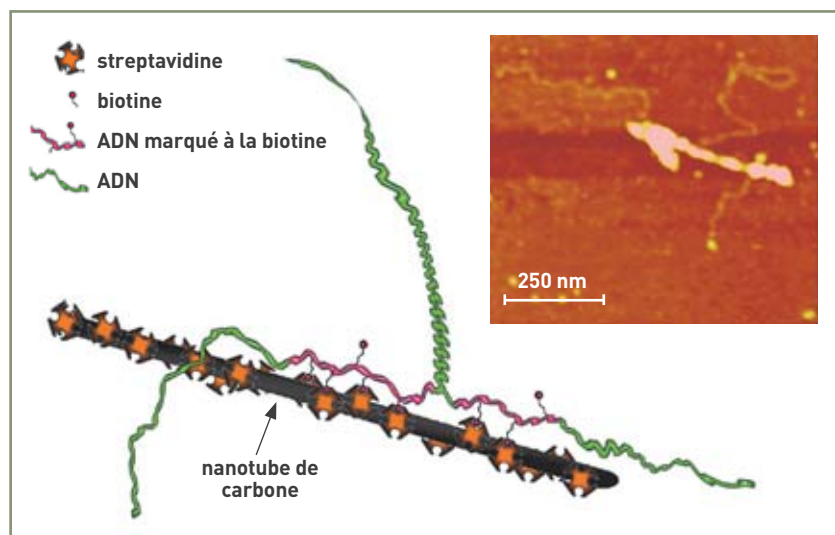 streptavidine
biotine
ADN marqué à la biotine
ADN
250 nm
nanotube de
carbone